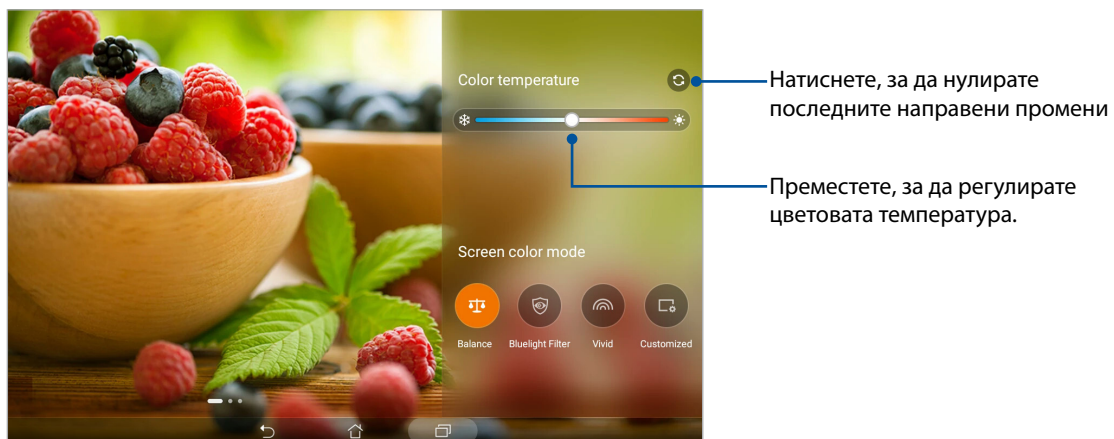 Color temperature
Натиснете, за да нулирате
последните направени промени
Преместете, за да регулирате
цветовата температура.
Screen color mode
Balance
Bluelight Filter
Vivid
Customized